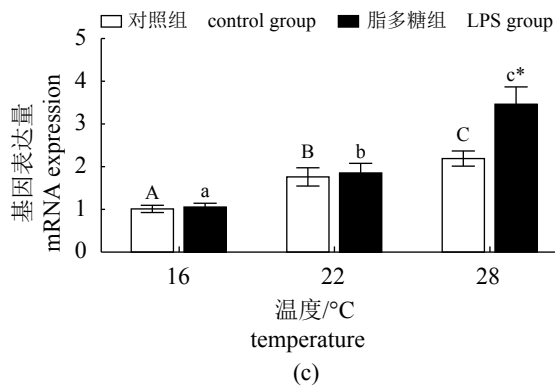 对照组 control group 脂多糖组 LPS group
基因表达量
mRNA expression
5
4
3
2
1
0
A a B b C c*
16 22 28
温度/°C
temperature
(c)